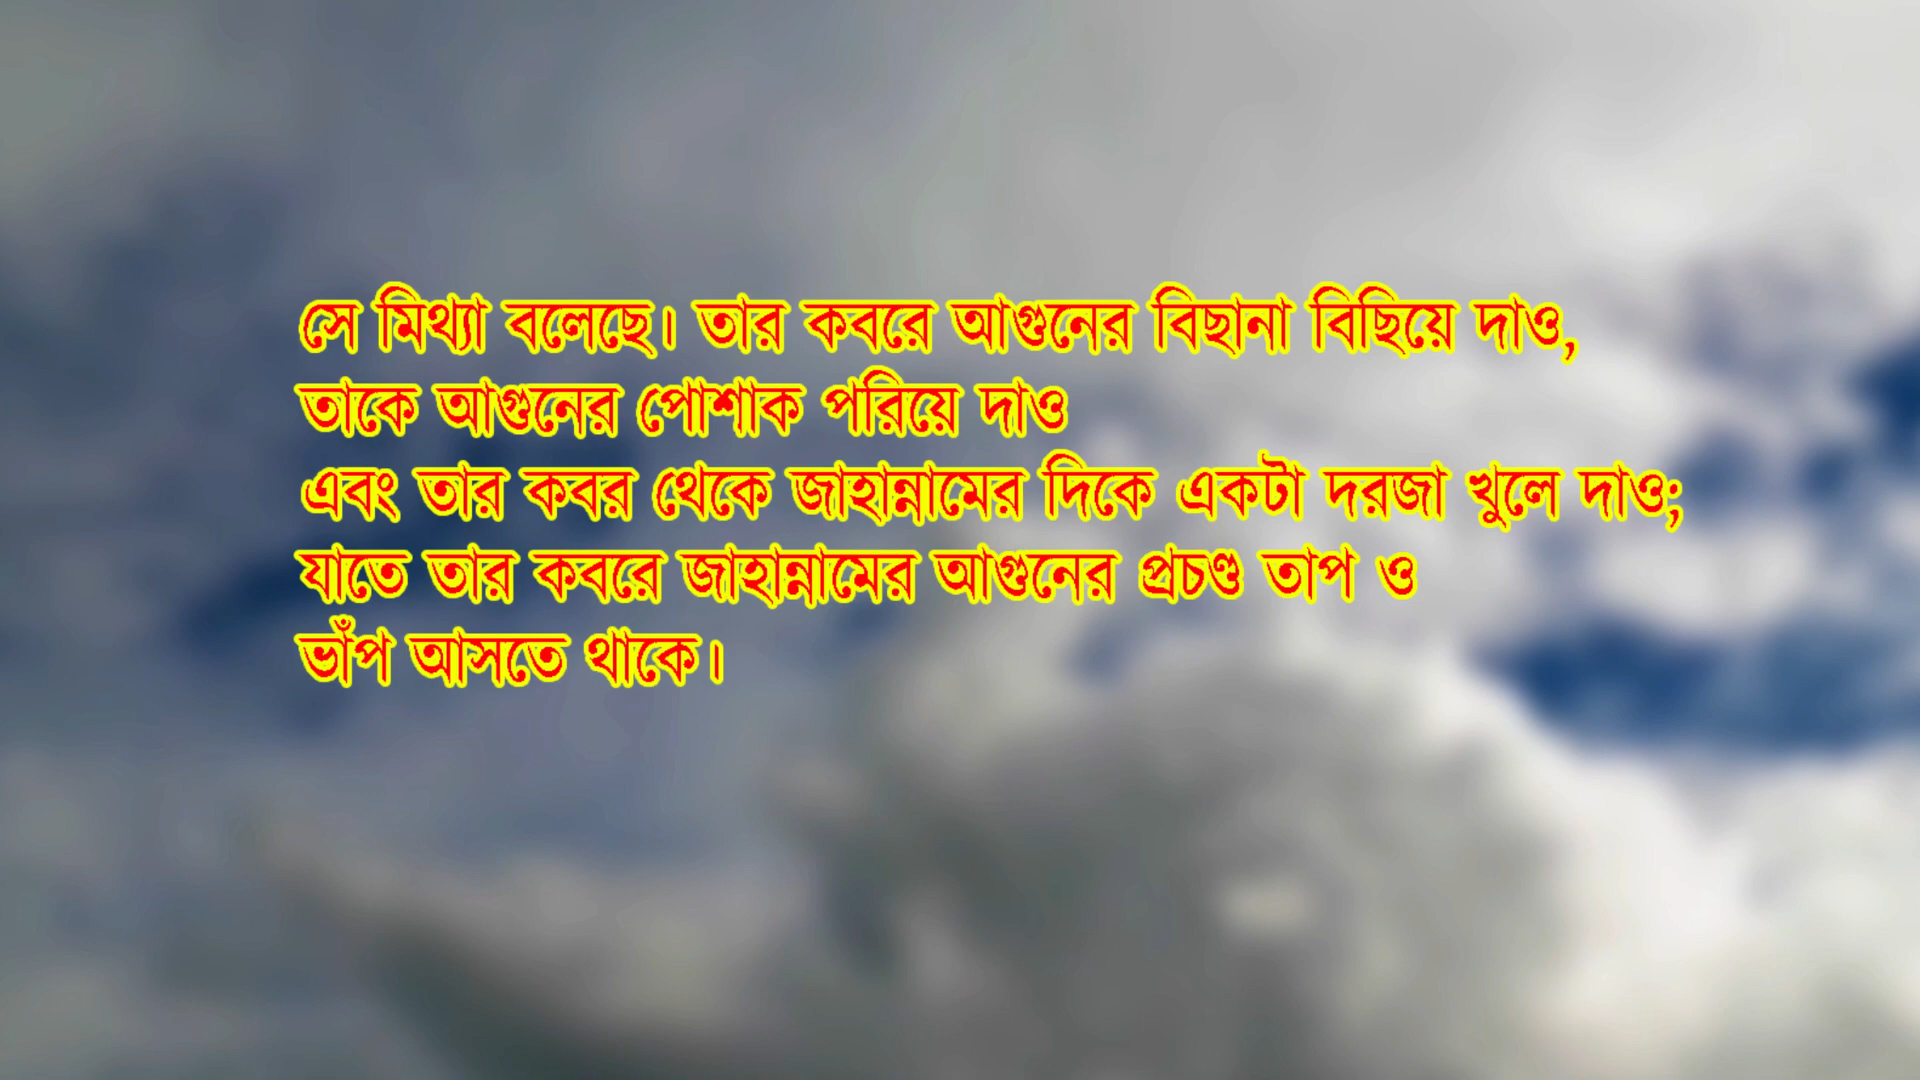 সে মিথ্যা বলেছে। তার কবরে আগুনের বিছানা বিছিয়ে দাও,
তাকে আগুনের পোশাক পরিয়ে দাও
এবং তার কবর থেকে জাহান্নামের দিকে একটা দরজা খুলে দাও;
যাতে তার কবরে জাহান্নামের আগুনের প্রচণ্ড তাপ ও
ভাঁপ আসতে থাকে।